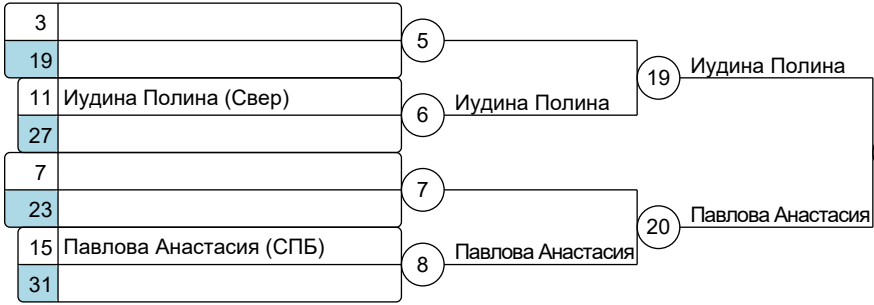 3
5
19
19 Иудина Полина
11 Иудина Полина (Свер)
6 Иудина Полина
27
7
7
23
20 Павлова Анастасия
15 Павлова Анастасия (СПБ)
8 Павлова Анастасия
31